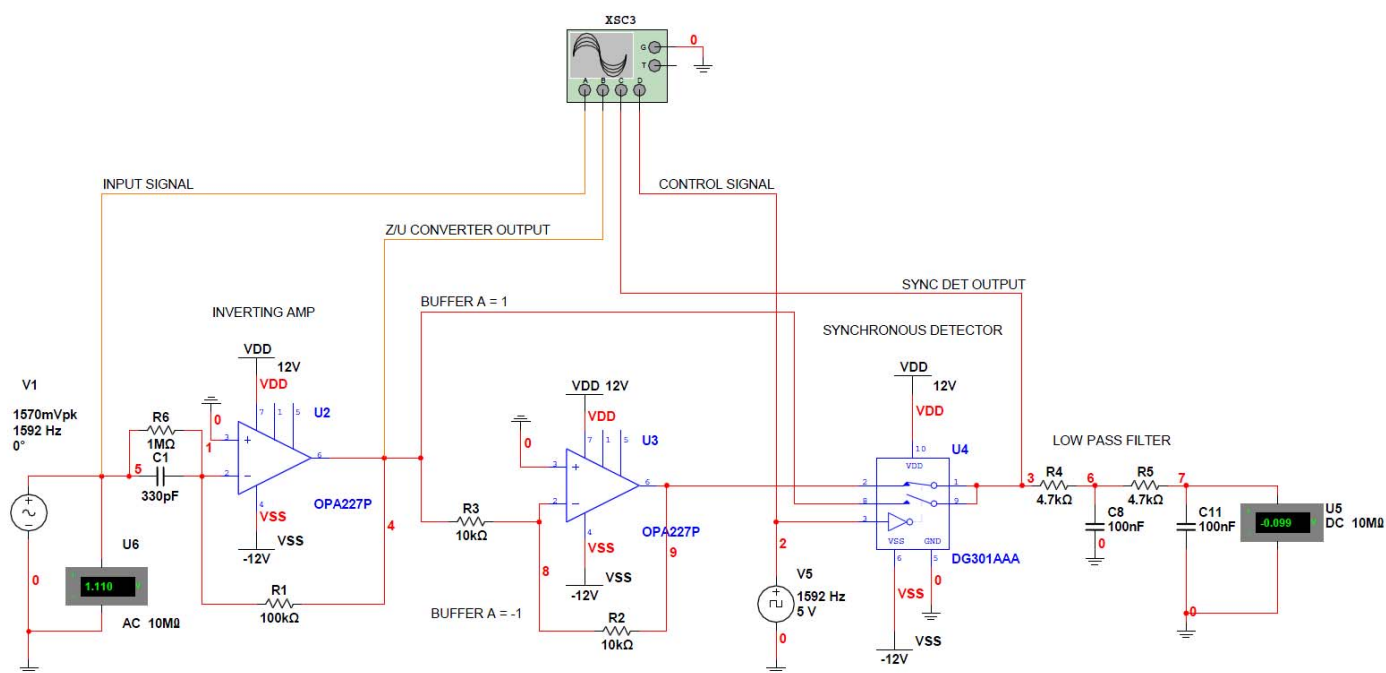 XSC3
G
T
0
A B C D
INPUT SIGNAL
CONTROL SIGNAL
Z/U CONVERTER OUTPUT
SYNC DET OUTPUT
BUFFER A = 1
INVERTING AMP
SYNCHRONOUS DETECTOR
VDD
12V
VDD
V1
1570mVpk
1592 Hz
0°
R6
1MΩ
C1
330pF
5
0
1
3
2
7 1 5
U2
6
OPA227P
4
VSS
VSS
-12V
4
0
U6
1.110
V
AC 10MΩ
R1
100kΩ
R3
10kΩ
VDD 12V
VDD
0
3
2
7 1 5
U3
6
OPA227P
4
VSS
VSS
-12V
8
9
BUFFER A = -1
R2
10kΩ
VDD
12V
VDD
U4
10
VDD
2
8
3
1
9
VSS GND
6 5
DG301AAA
VSS
0
VSS
-12V
2
V5
1592 Hz
5 V
0
LOW PASS FILTER
3
R4
4.7kΩ
6
R5
4.7kΩ
7
C8
100nF
0
C11
100nF
0
U5
-0.099
DC 10MΩ